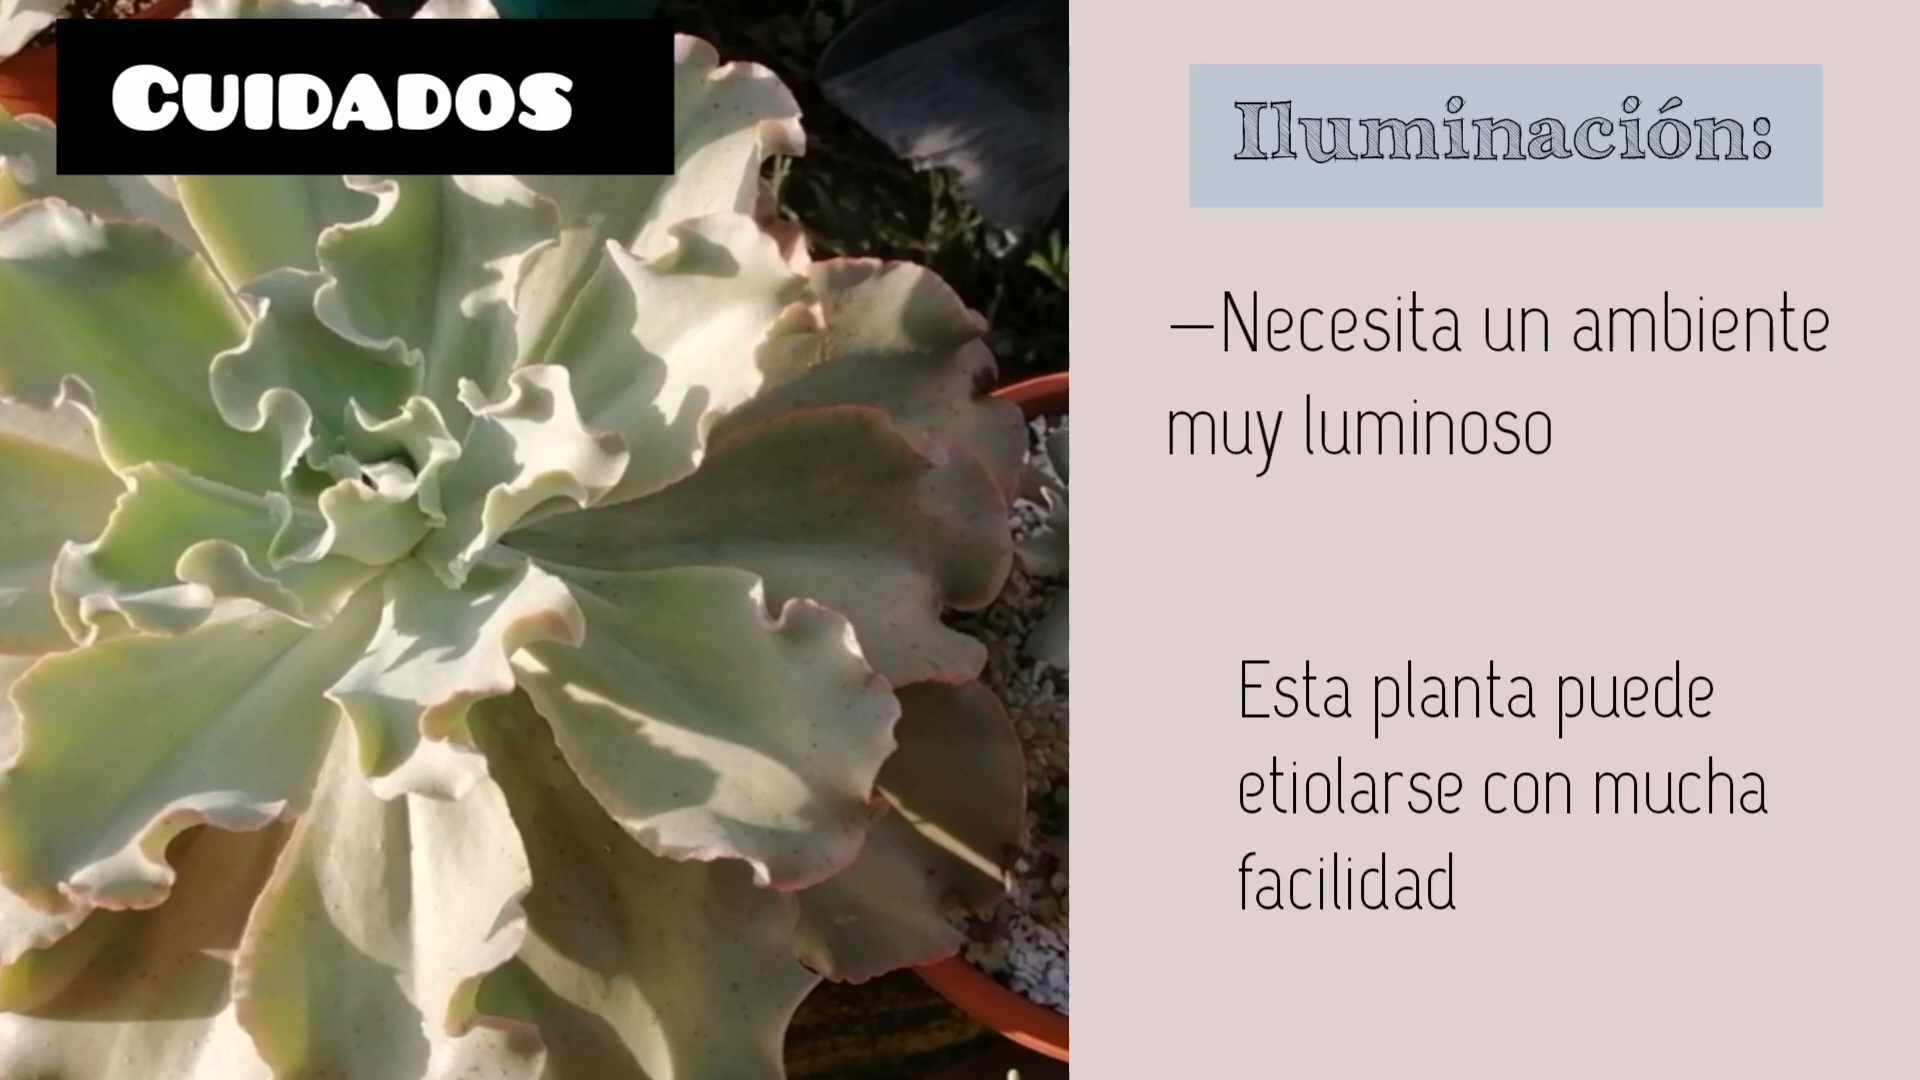 CUIDADOS
Iluminación:
—Necesita un ambiente
muy luminoso
Esta planta puede
etiolarse con mucha
facilidad